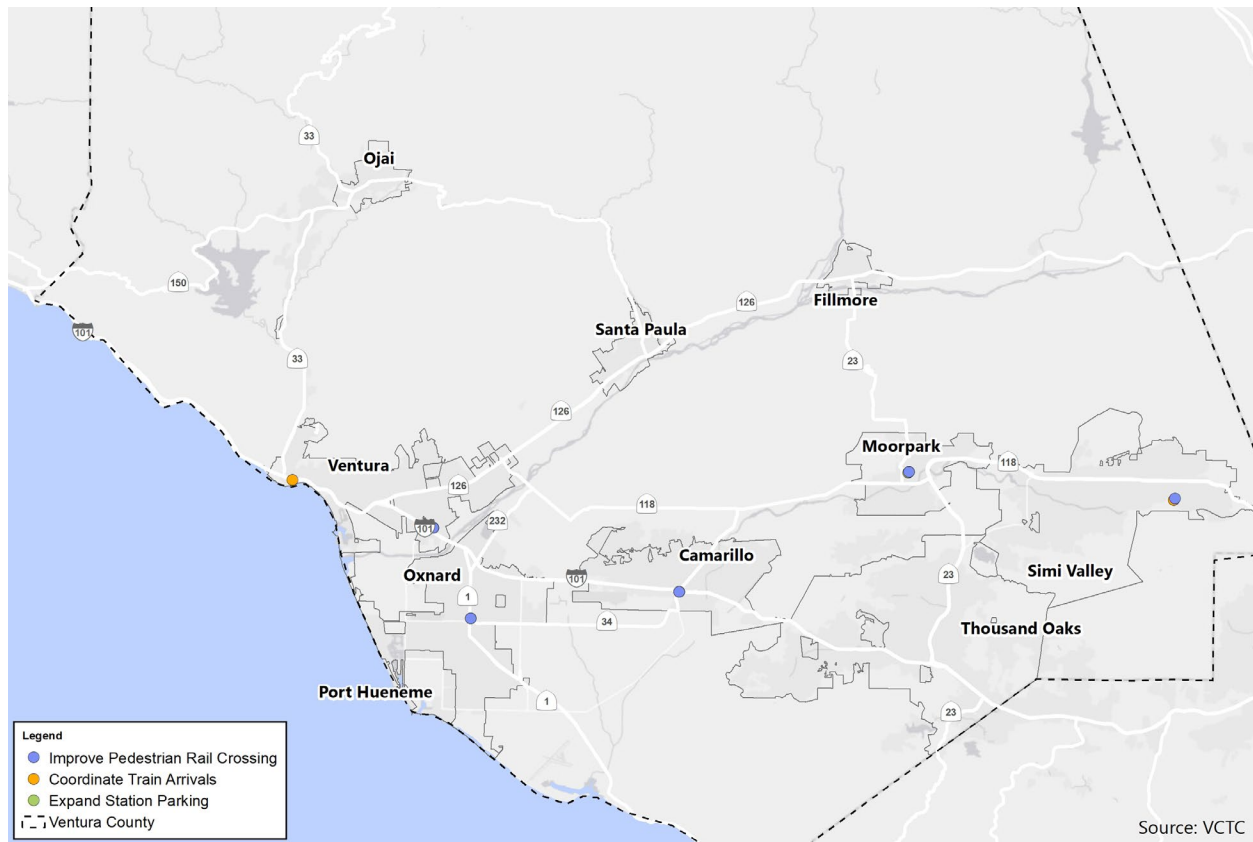 33
Ojai
150
Fillmore
126
101
Santa Paula
33
23
126
Moorpark
118
Ventura
126
118
101
232
Camarillo
Oxnard
101
23
Simi Valley
1
34
Thousand Oaks
Port Hueneme
1
23
Legend
Improve Pedestrian Rail Crossing
Coordinate Train Arrivals
Expand Station Parking
Ventura County
Source: VCTC